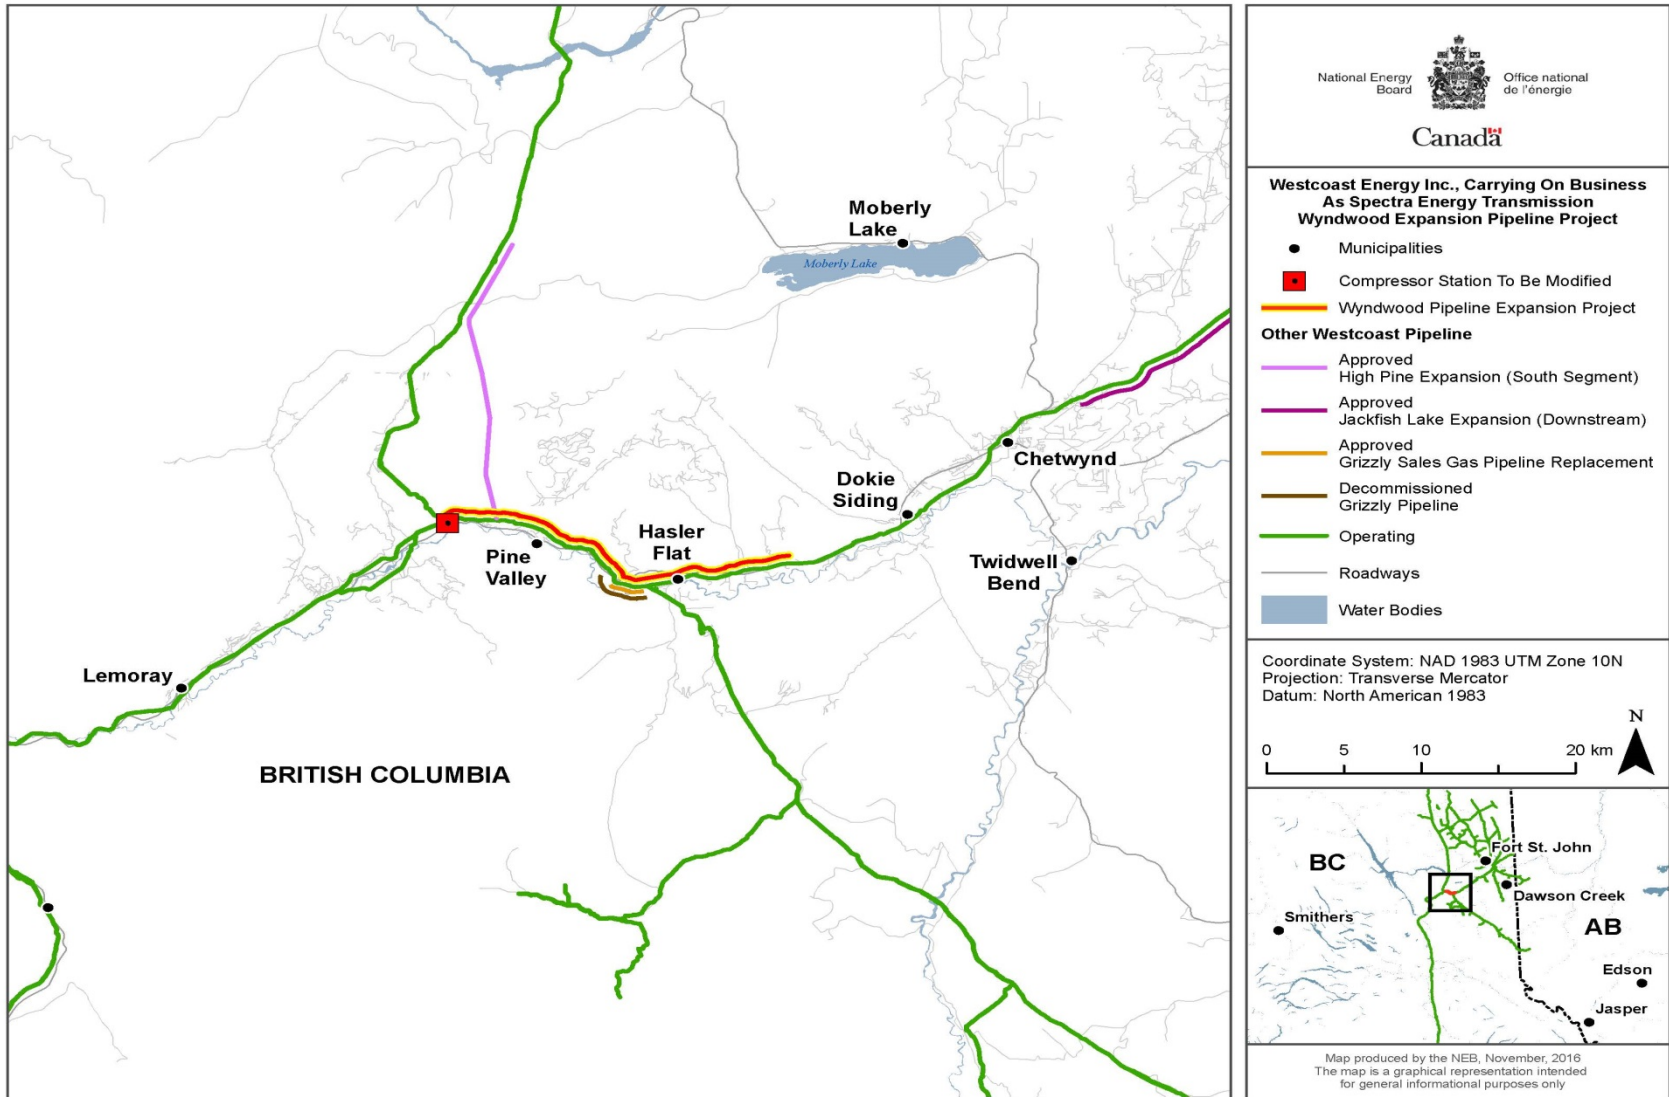 Moberly
Lake
Moberly Lake
Chetwynd
Dokie
Siding
Hasler
Flat
Pine
Valley
Twidwell
Bend
Lemoray
BRITISH COLUMBIA
National Energy
Board
Office national
de l'énergie
Canada
Westcoast Energy Inc., Carrying On Business
As Spectra Energy Transmission
Wyndwood Expansion Pipeline Project
Municipalities
Compressor Station To Be Modified
Wyndwood Pipeline Expansion Project
Other Westcoast Pipeline
Approved
High Pine Expansion (South Segment)
Approved
Jackfish Lake Expansion (Downstream)
Approved
Grizzly Sales Gas Pipeline Replacement
Decommissioned
Grizzly Pipeline
Operating
Roadways
Water Bodies
Coordinate System: NAD 1983 UTM Zone 10N
Projection: Transverse Mercator
Datum: North American 1983
N
0 5 10 20 km
BC
Fort St. John
Dawson Creek
Smithers
AB
Edson
Jasper
Map produced by the NEB, November, 2016
The map is a graphical representation intended
for general informational purposes only